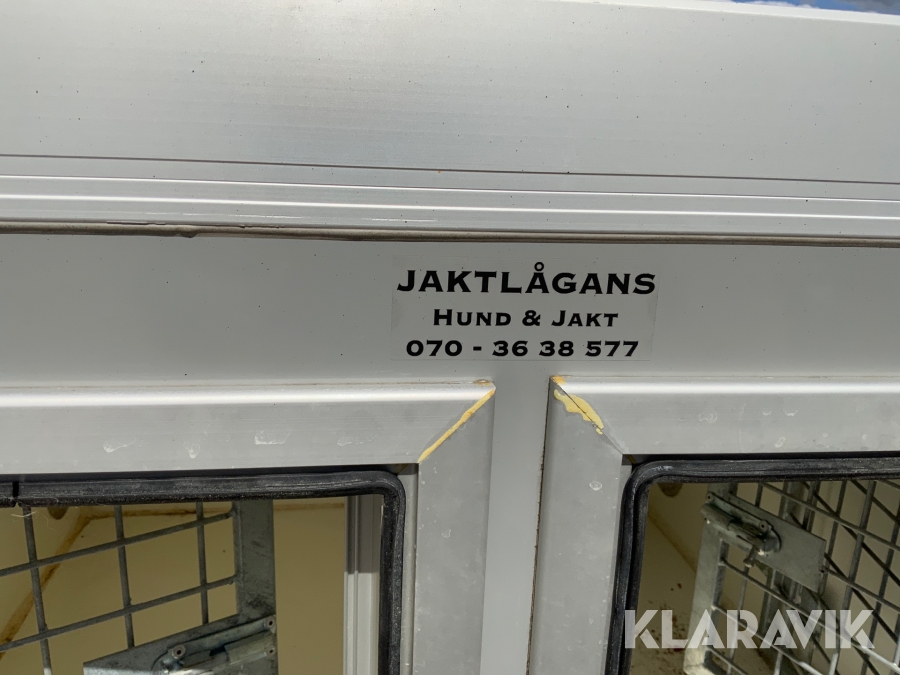 JAKTLÅGANS
HUND & JAKT
070 - 36 38 577
KLARAVIK